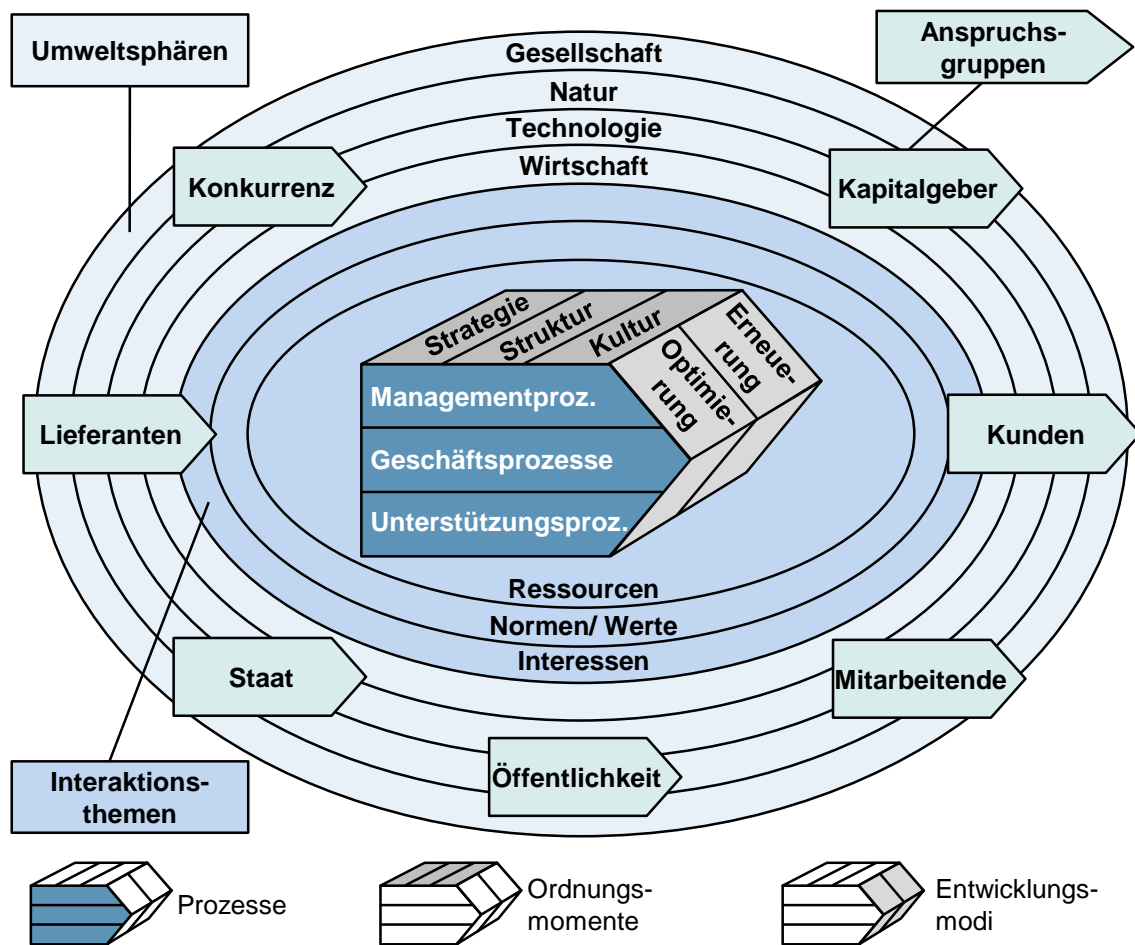 Umweltsphären
Anspruchs-
gruppen
Gesellschaft
Natur
Technologie
Wirtschaft
Konkurrenz
Kapitalgeber
Strategie
Struktur
Kultur
Erneue-
rung
Optimie-
rung
Managementproz.
Geschäftsprozesse
Unterstützungsproz.
Lieferanten
Kunden
Ressourcen
Normen/ Werte
Interessen
Staat
Mitarbeitende
Öffentlichkeit
Interaktions-
themen
Prozesse
Ordnungs-
momente
Entwicklungs-
modi